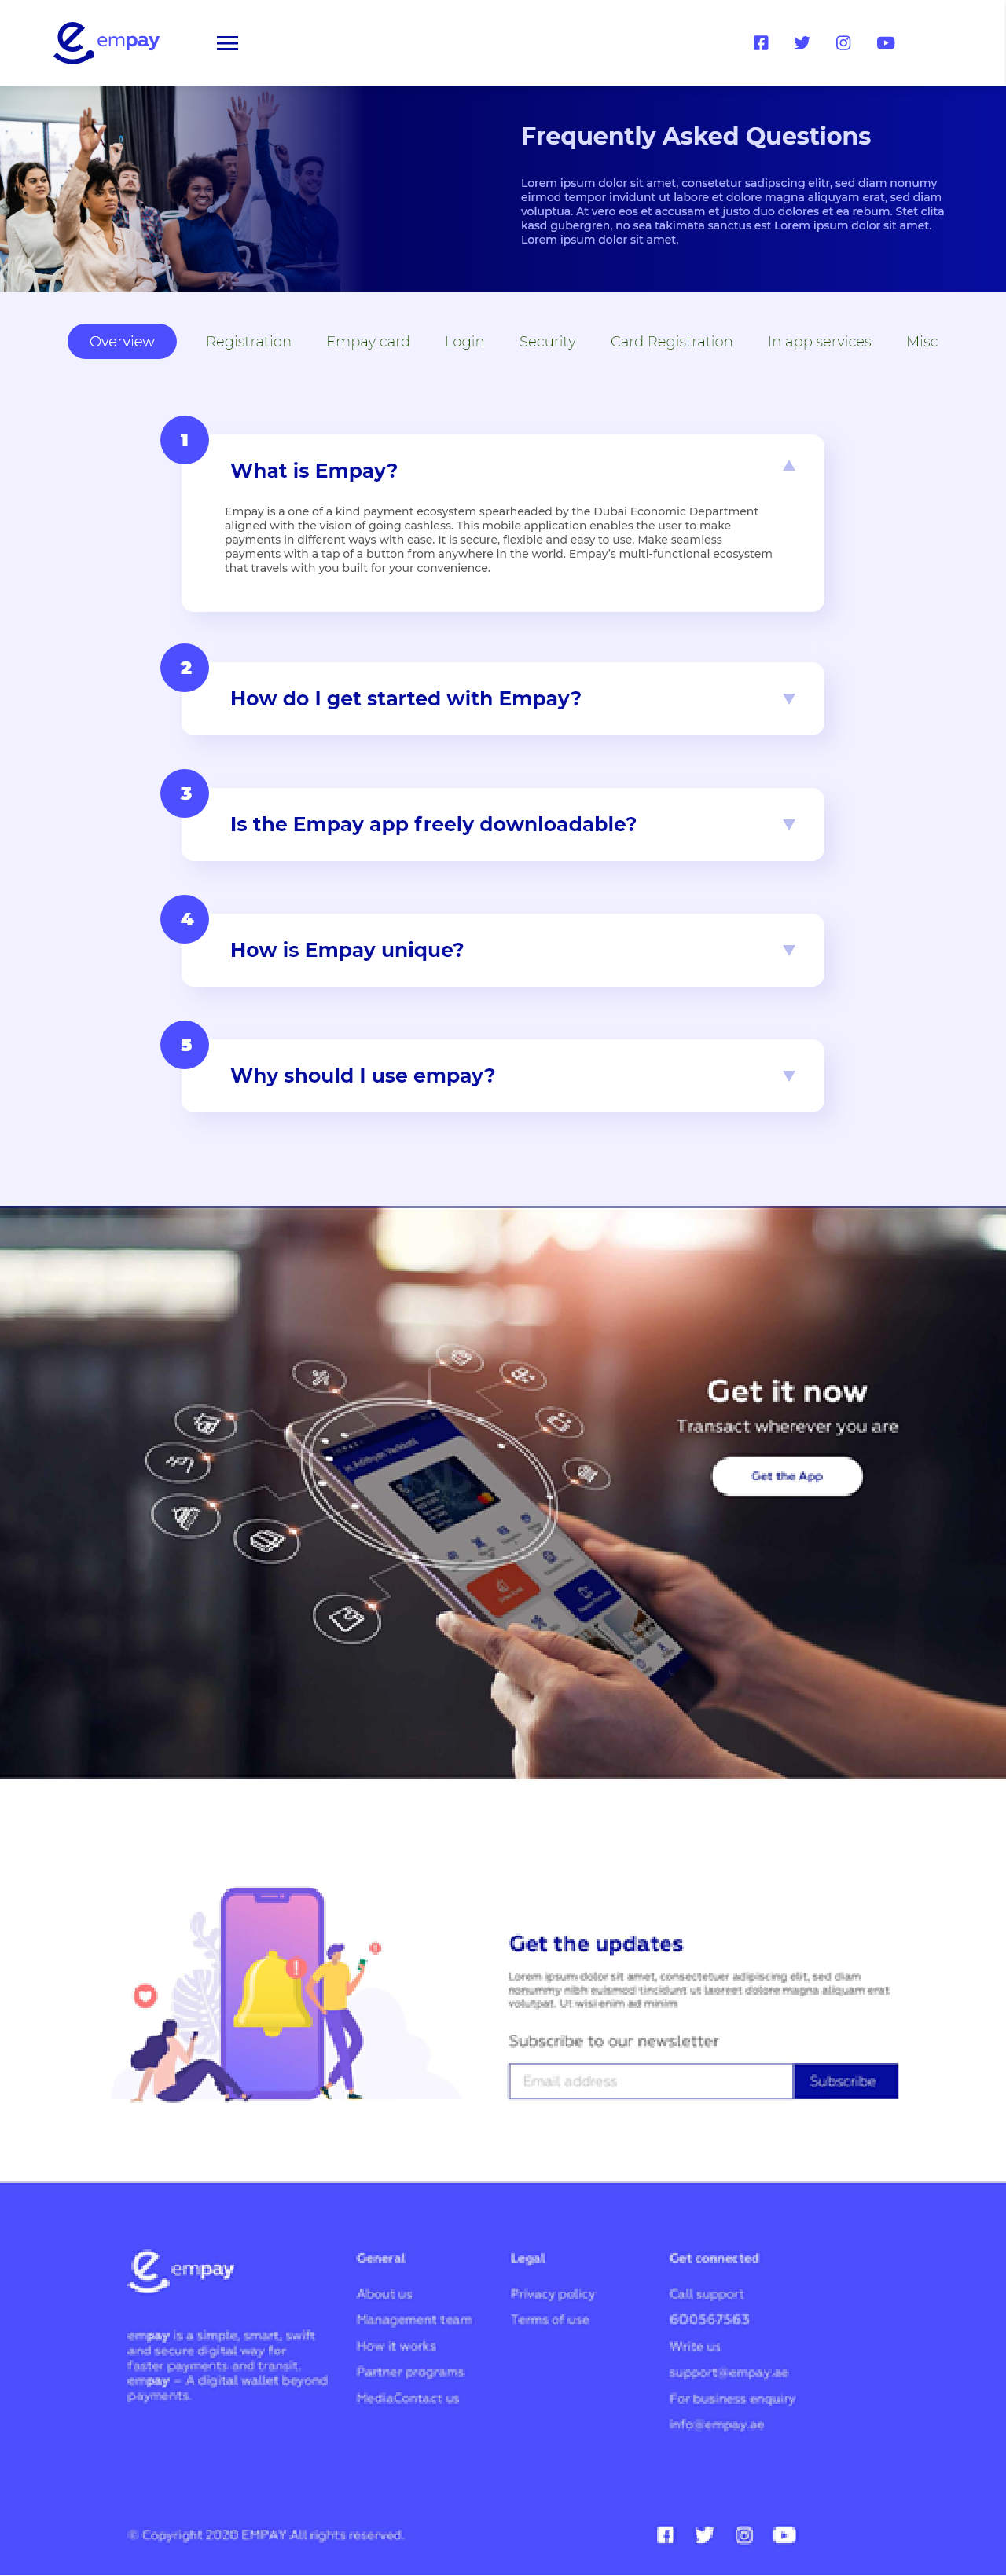 empay
Frequently Asked Questions
Lorem ipsum dolor sit amet, consetetur sadipscing elitr, sed diam nonumy
eirmod tempor invidunt ut labore et dolore magna aliquyam erat, sed diam
voluptua. At vero eos et accusam et justo duo dolores et ea rebum. Stet clita
kasd gubergren, no sea takimata sanctus est Lorem ipsum dolor sit amet.
Lorem ipsum dolor sit amet,
Overview Registration Empay card Login Security Card Registration In app services Misc
1
What is Empay?
Empay is a one of a kind payment ecosystem spearheaded by the Dubai Economic Department
aligned with the vision of going cashless. This mobile application enables the user to make
payments in different ways with ease. It is secure, flexible and easy to use. Make seamless
payments with a tap of a button from anywhere in the world. Empay's multi-functional ecosystem
that travels with you built for your convenience.
2
How do I get started with Empay?
3
Is the Empay app freely downloadable?
4
How is Empay unique?
5
Why should I use empay?
Get it now
Transact wherever you are
Get the App
Get the updates
Lorem ipsum dolor sit amet, consectetuer adipiscing elit, sed diam
nonummy nibh euismod tincidunt ut laoreet dolore magna aliquam erat
volutpat. Ut wisi enim ad minim
Subscribe to our newsletter
Email address Subscribe
empay
empay is a simple, smart, swift
and secure digital way for
faster payments and transit.
empay – A digital wallet beyond
payments.
General
About us
Management team
How it works
Partner programs
MediaContact us
Legal
Privacy policy
Terms of use
Get connected
Call support
600567563
Write us
support@empay.ae
For business enquiry
info@empay.ae
© Copyright 2020 EMPAY All rights reserved.